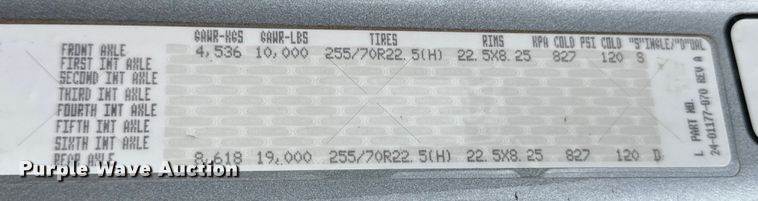 GAWR-KGS GAWR-LBS TIRES RIMS KPA COLD PSI COLD "S"INGLE/"D"UAL
FRONT AXLE 4,536 10,000 255/70R22.5(H) 22.5X8.25 827 120 S
FIRST INT AXLE
SECOND INT AXLE
THIRD INT AXLE
FOURTH INT AXLE
FIFTH INT AXLE
SIXTH INT AXLE
REAR AXLE 8,618 19,000 255/70R22.5(H) 22.5X8.25 827 120 D
L PART NO.
24-01177-070 REV A
Purple Wave Auction